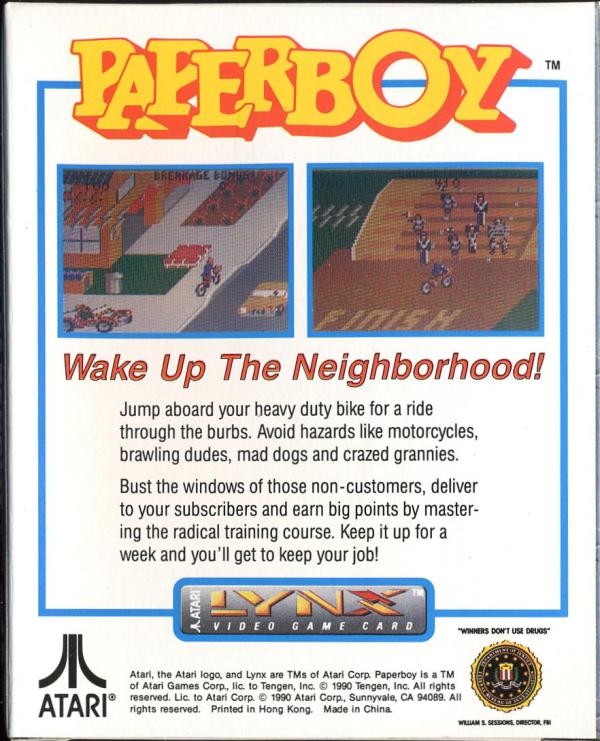 PAPERBOY™
BREAKAGE BONUS!
FINISH
Wake Up The Neighborhood!
Jump aboard your heavy duty bike for a ride
through the burbs. Avoid hazards like motorcycles,
brawling dudes, mad dogs and crazed grannies.
Bust the windows of those non-customers, deliver
to your subscribers and earn big points by master-
ing the radical training course. Keep it up for a
week and you'll get to keep your job!
ATARI
LYNX™
VIDEO GAME CARD
"WINNERS DON'T USE DRUGS"
ATARI®
Atari, the Atari logo, and Lynx are TMs of Atari Corp. Paperboy is a TM
of Atari Games Corp., lic. to Tengen, Inc. © 1990 Tengen, Inc. All rights
reserved. Lic. to Atari Corp. © 1990 Atari Corp., Sunnyvale, CA 94089. All
rights reserved. Printed in Hong Kong. Made in China.
WILLIAM S. SESSIONS, DIRECTOR, FBI